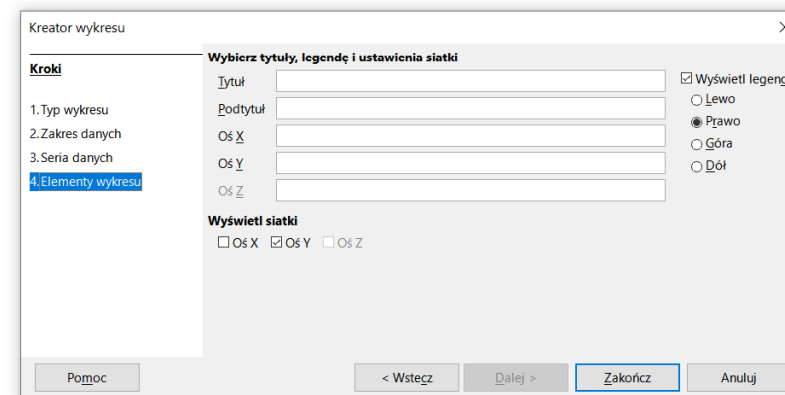 Kreator wykresu
Kroki
1.Typ wykresu
2.Zakres danych
3.Seria danych
4.Elementy wykresu
Wybierz tytuły, legendę i ustawienia siatki
Tytuł
Podtytuł
Oś X
Oś Y
Oś Z
Wyświetl legeng
Lewo
Prawo
Góra
Dół
Wyświetl siatki
Oś X Oś Y Oś Z
Pomoc < Wstecz Dalej > Zakończ Anuluj